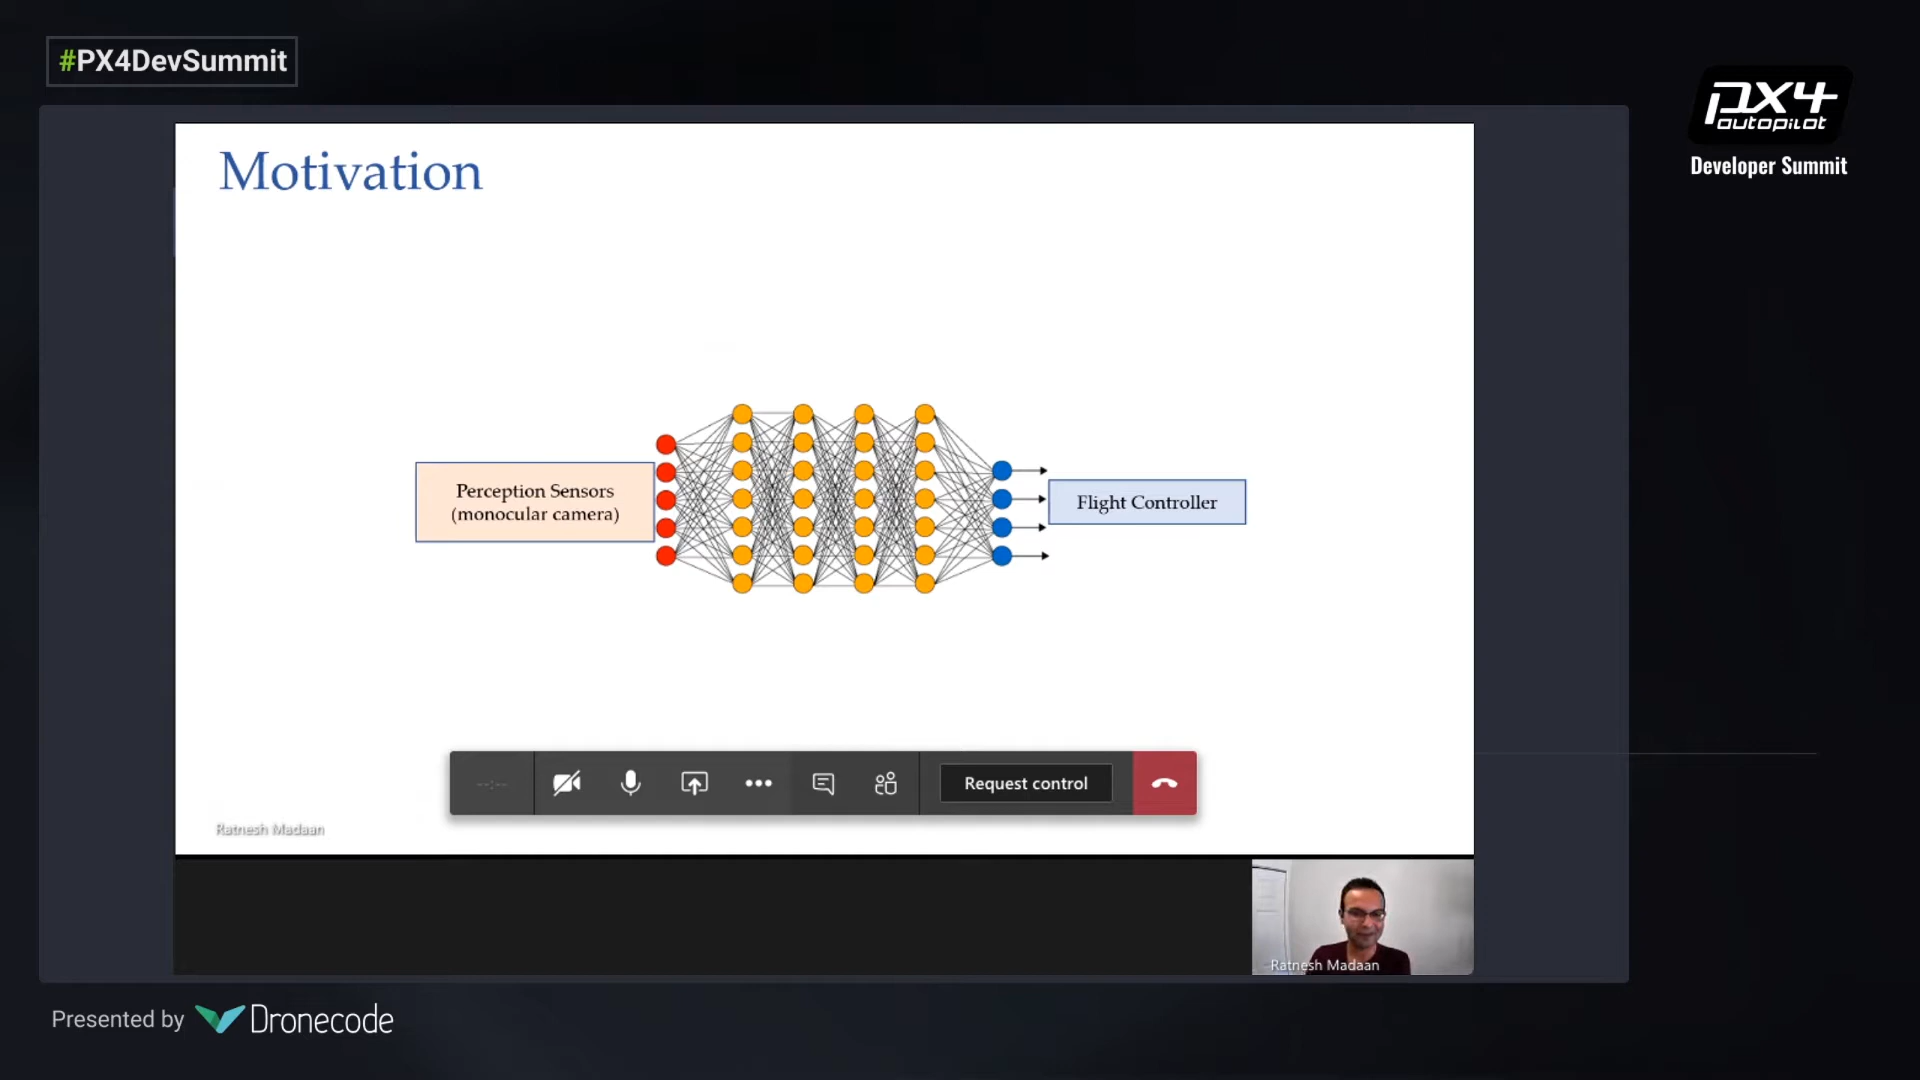 #PX4DevSummit
PX4
autopilot
Developer Summit
Motivation
Perception Sensors
(monocular camera)
Flight Controller
--:--
Request control
Ratnesh Madaan
Ratnesh Madaan
Presented by Dronecode